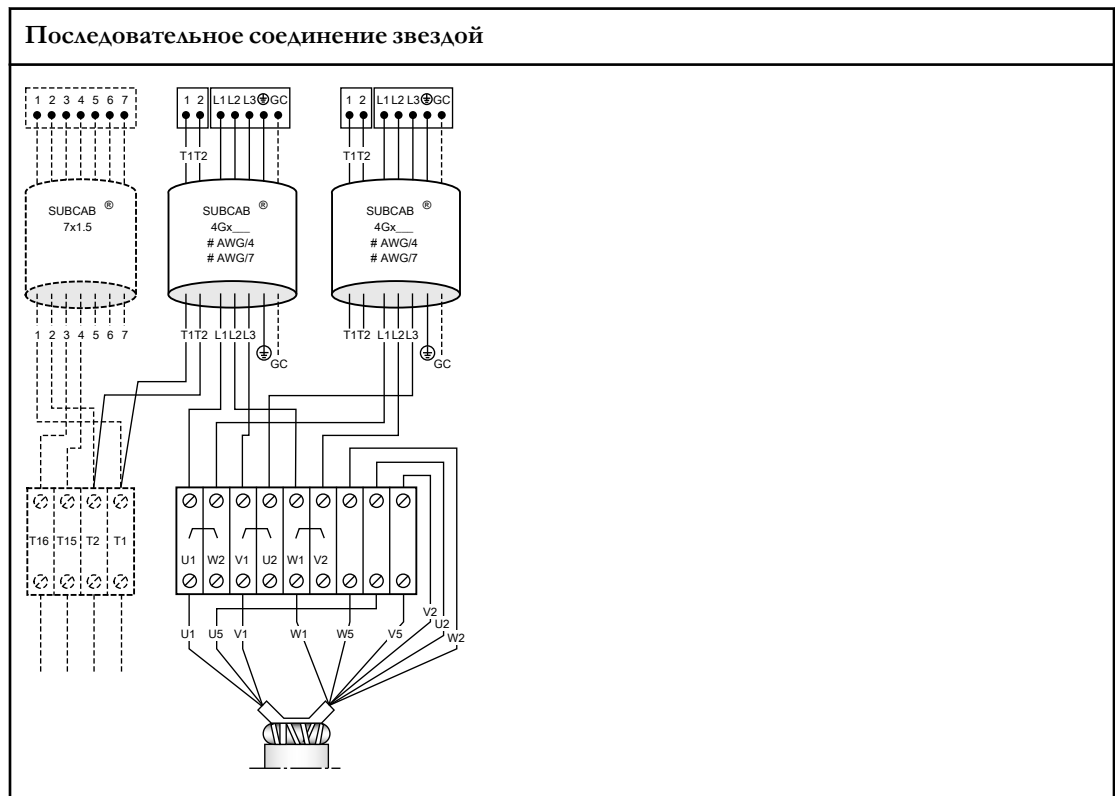 Последовательное соединение звездой
1 2 3 4 5 6 7
1 2 L1 L2 L3 GC
1 2 L1 L2 L3 GC
T1 T2
T1 T2
SUBCAB ®
7x1.5
SUBCAB ®
4Gx___
# AWG/4
# AWG/7
SUBCAB ®
4Gx___
# AWG/4
# AWG/7
1 2 3 4 5 6 7
T1 T2 L1 L2 L3
GC
T1 T2 L1 L2 L3
GC
T16 T15 T2 T1
U1 W2 V1 U2 W1 V2
U1 U5 V1 W1 W5 V5
V2
U2
W2